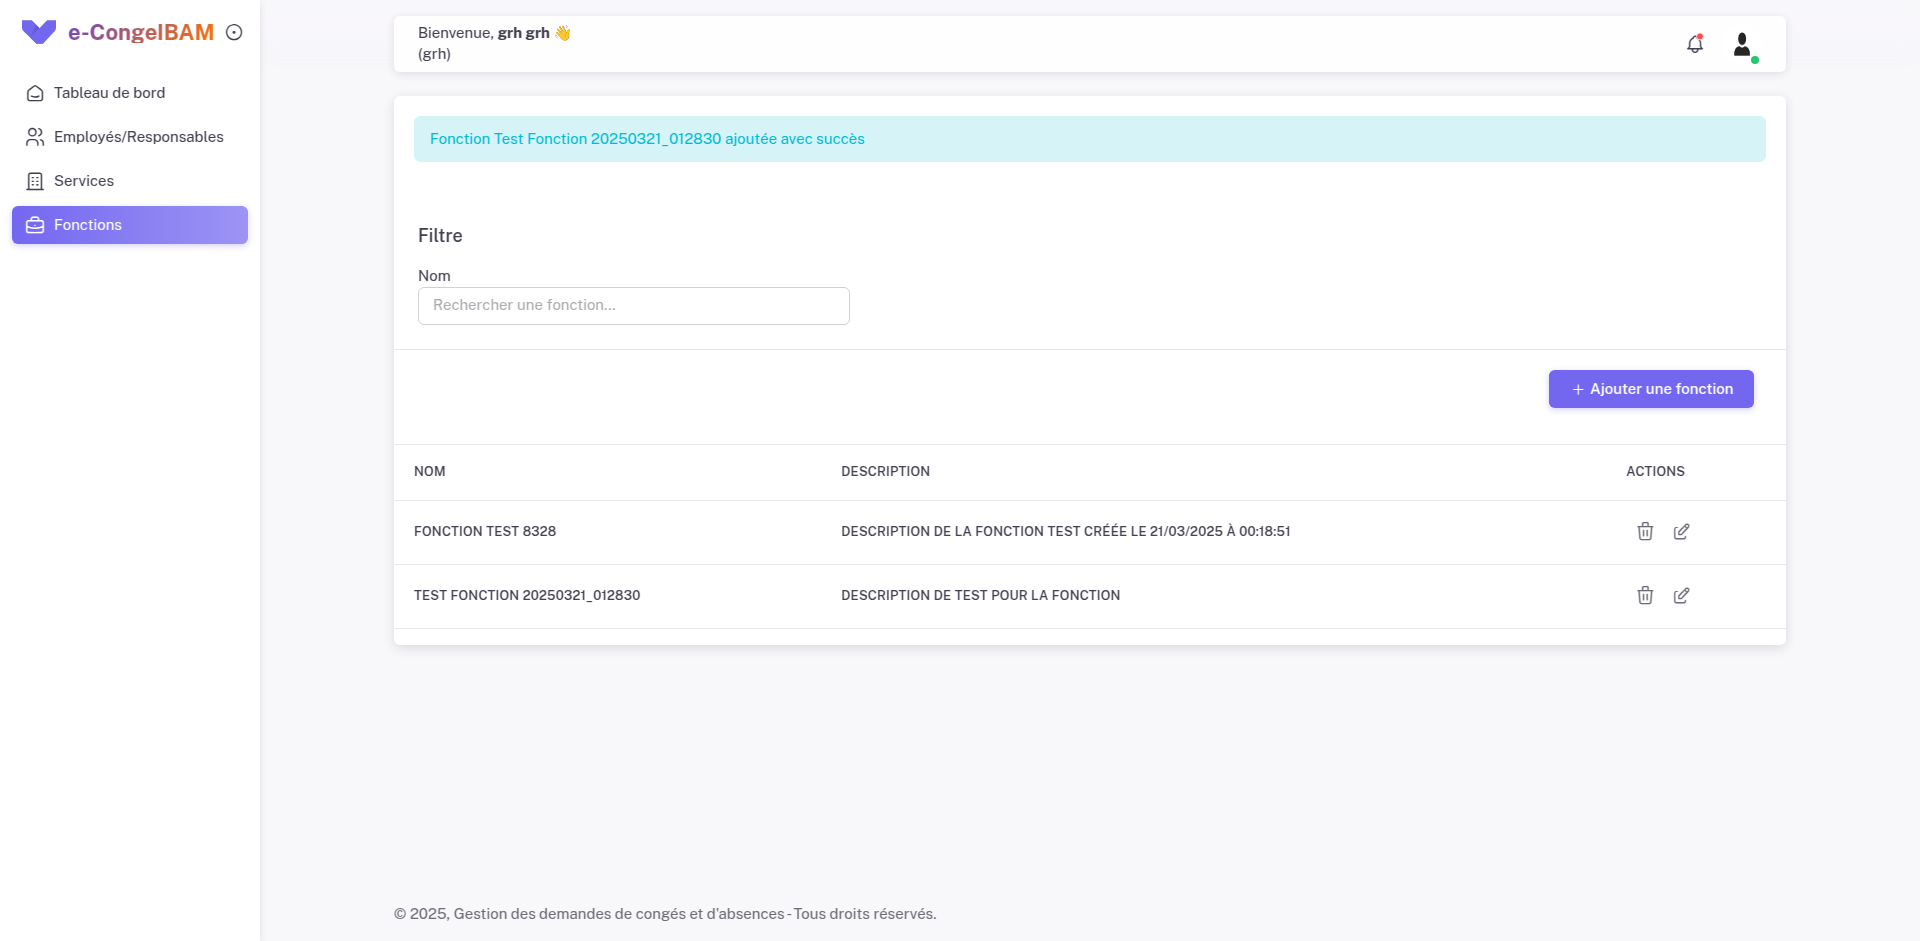 e-CongelBAM
Tableau de bord
Employés/Responsables
Services
Fonctions
Bienvenue, grh grh 👋
(grh)
Fonction Test Fonction 20250321_012830 ajoutée avec succès
Filtre
Nom
Rechercher une fonction...
+ Ajouter une fonction
NOM DESCRIPTION ACTIONS
FONCTION TEST 8328 DESCRIPTION DE LA FONCTION TEST CRÉÉE LE 21/03/2025 À 00:18:51
TEST FONCTION 20250321_012830 DESCRIPTION DE TEST POUR LA FONCTION
© 2025, Gestion des demandes de congés et d'absences - Tous droits réservés.